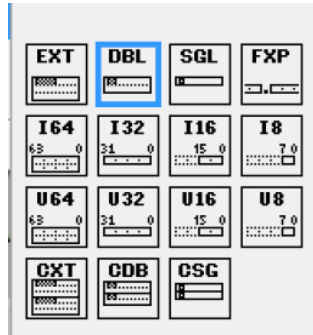 EXT DBL SGL FXP
I64 I32 I16 I8
63 0 31 0 15 0 7 0
U64 U32 U16 U8
63 0 31 0 15 0 7 0
CXT CDB CSG